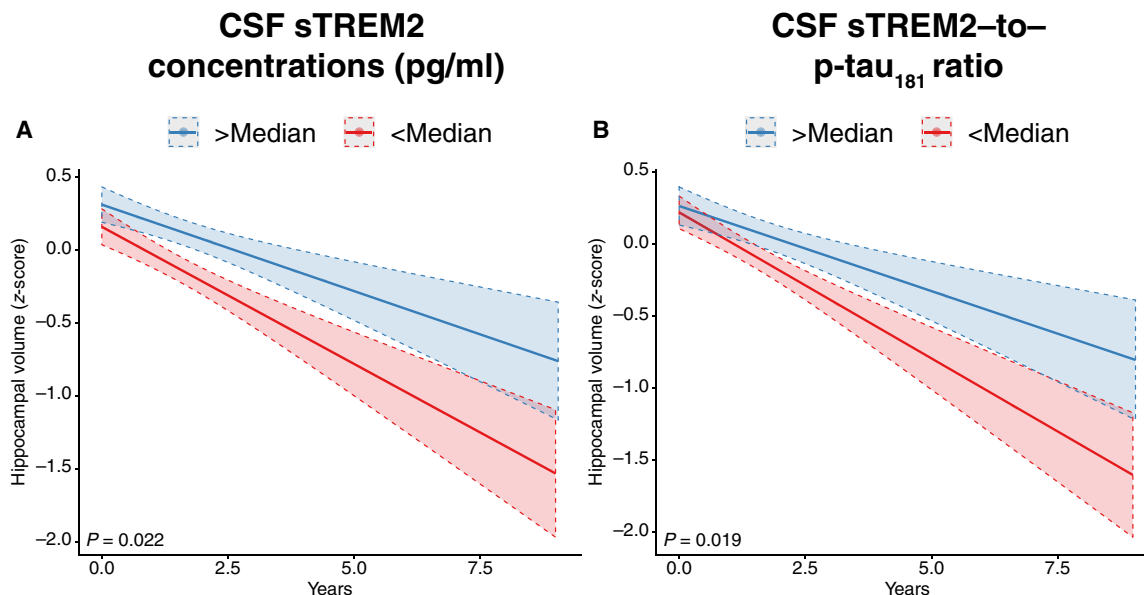 CSF sTREM2
concentrations (pg/ml)
A
>Median
<Median
Hippocampal volume (z-score)
0.5
0.0
–0.5
–1.0
–1.5
–2.0
P = 0.022
0.0
2.5
5.0
7.5
Years
CSF sTREM2–to–
p-tau₁₈₁ ratio
B
>Median
<Median
Hippocampal volume (z-score)
0.5
0.0
–0.5
–1.0
–1.5
–2.0
P = 0.019
0.0
2.5
5.0
7.5
Years